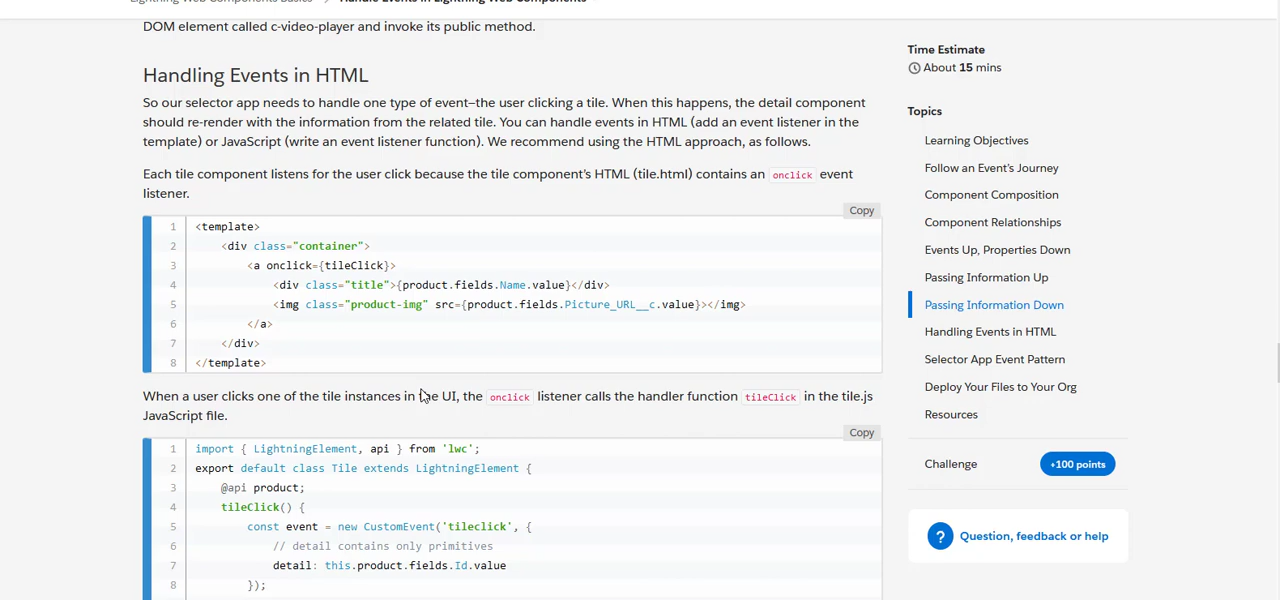 Lightning Web Components Basics > Handle Events in Lightning Web Components
DOM element called c-video-player and invoke its public method.
Handling Events in HTML
So our selector app needs to handle one type of event—the user clicking a tile. When this happens, the detail component
should re-render with the information from the related tile. You can handle events in HTML (add an event listener in the
template) or JavaScript (write an event listener function). We recommend using the HTML approach, as follows.
Each tile component listens for the user click because the tile component's HTML (tile.html) contains an onclick event
listener.
Copy
1 <template>
2 <div class="container">
3 <a onclick={tileClick}>
4 <div class="title">{product.fields.Name.value}</div>
5 <img class="product-img" src={product.fields.Picture_URL__c.value}></img>
6 </a>
7 </div>
8 </template>
When a user clicks one of the tile instances in the UI, the onclick listener calls the handler function tileClick in the tile.js
JavaScript file.
Copy
1 import { LightningElement, api } from 'lwc';
2 export default class Tile extends LightningElement {
3 @api product;
4 tileClick() {
5 const event = new CustomEvent('tileclick', {
6 // detail contains only primitives
7 detail: this.product.fields.Id.value
8 });
Time Estimate
About 15 mins
Topics
Learning Objectives
Follow an Event's Journey
Component Composition
Component Relationships
Events Up, Properties Down
Passing Information Up
Passing Information Down
Handling Events in HTML
Selector App Event Pattern
Deploy Your Files to Your Org
Resources
Challenge +100 points
? Question, feedback or help